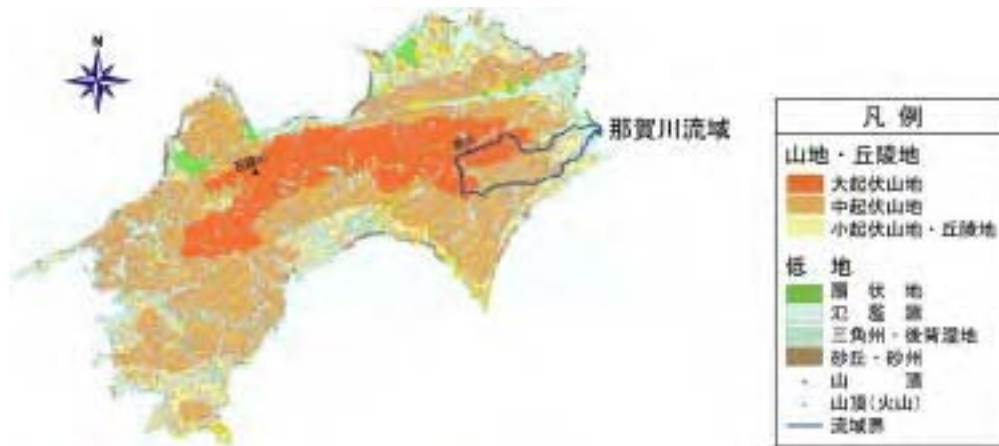 N
那賀川流域
凡例
山地・丘陵地
大起伏山地
中起伏山地
小起伏山地・丘陵地
低地
扇状地
氾濫原
三角州・後背湿地
砂丘・砂州
山頂
山頂(火山)
流域界